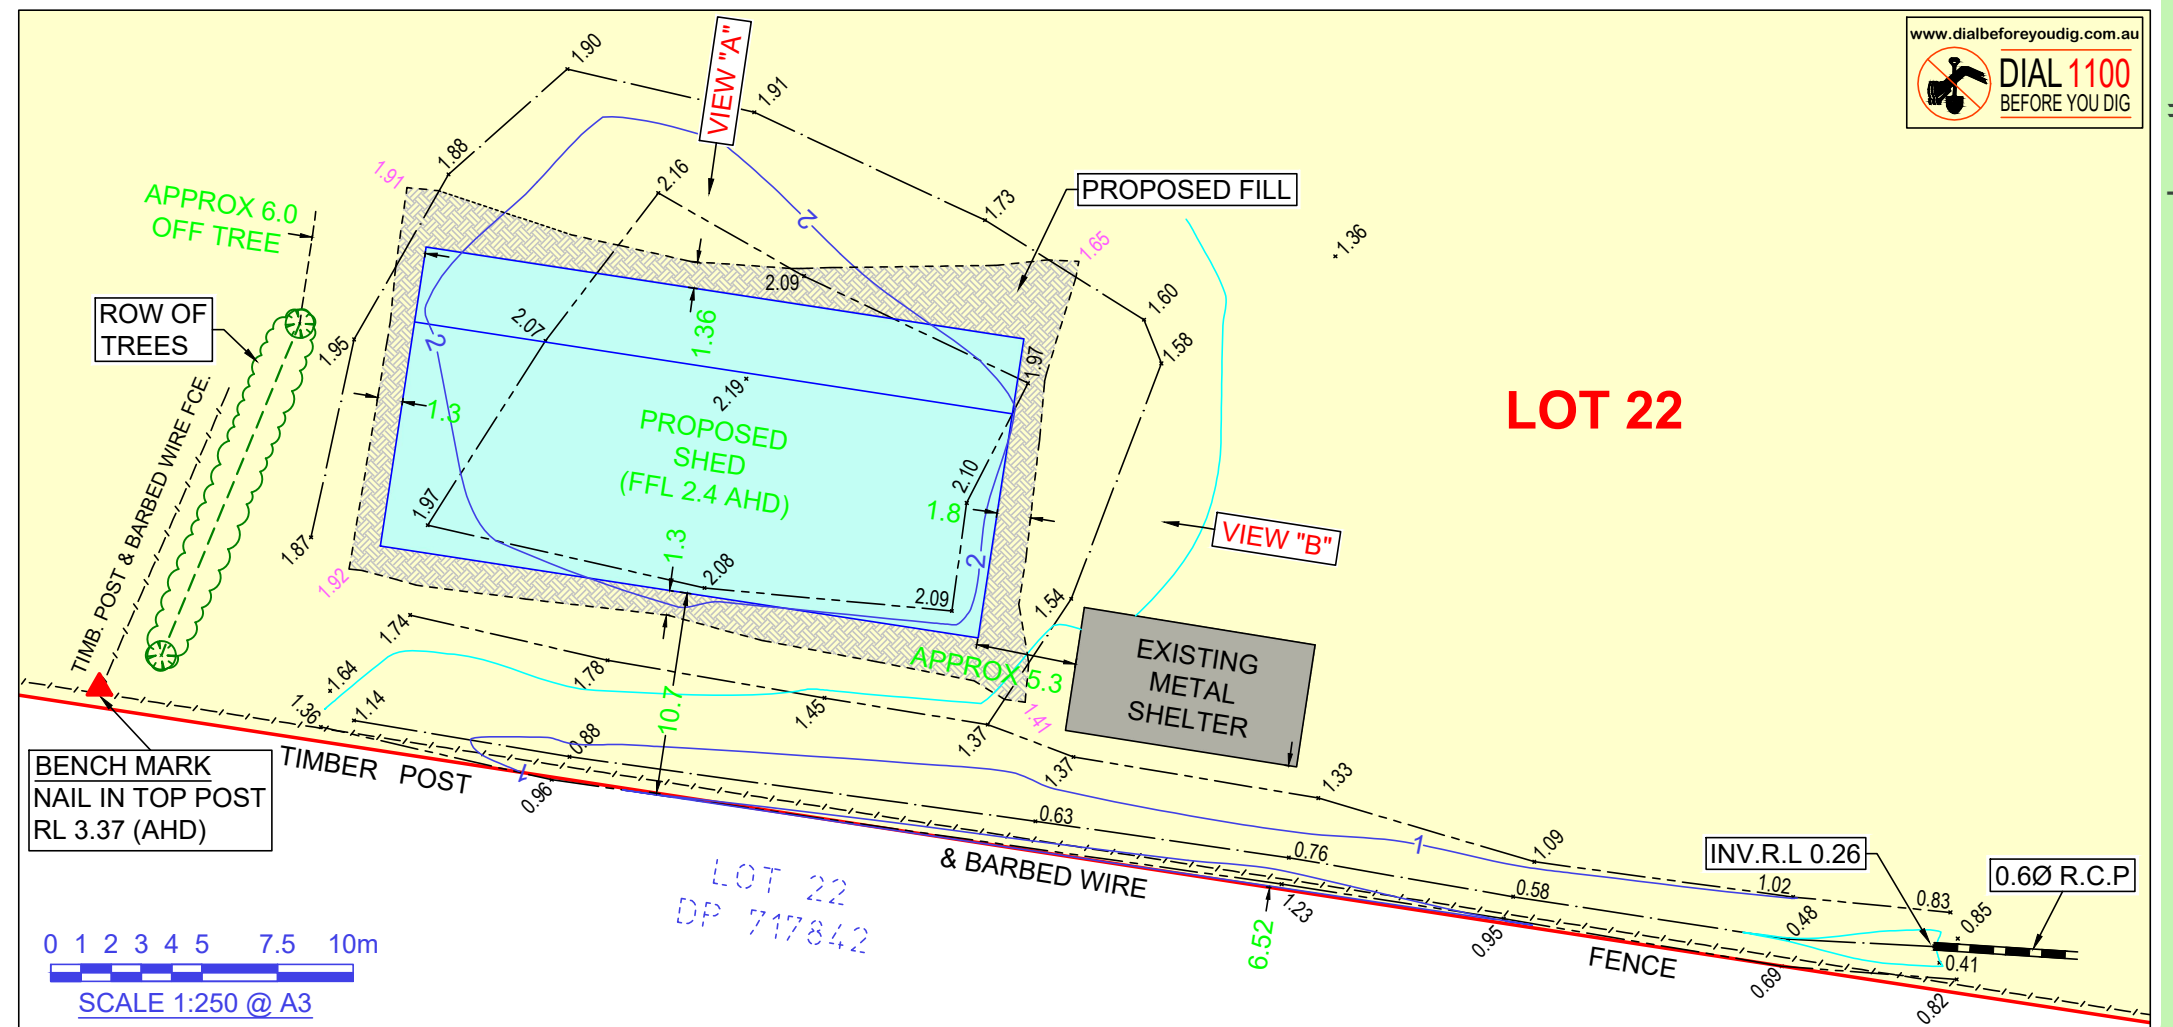 www.dialbeforeyoudig.com.au
DIAL 1100
BEFORE YOU DIG
VIEW "A"
1.90
1.91
1.88
1.91
2.16
1.73
PROPOSED FILL
1.65
1.36
APPROX 6.0
OFF TREE
2
2.09
1.60
ROW OF
TREES
1.95
2.07
2
1.36
1.58
1.97
2.19
1.3
TIMB. POST & BARBED WIRE FCE.
PROPOSED
SHED
(FFL 2.4 AHD)
LOT 22
1.97
2.10
1.8
VIEW "B"
1.87
1.92
1.3
2.08
2
2.09
1.54
1.74
1.78
1.64
1.14
1.36
APPROX 5.3
EXISTING
METAL
SHELTER
10.7
1.45
1.41
1.37
0.88
1.37
1.33
BENCH MARK
NAIL IN TOP POST
RL 3.37 (AHD)
TIMBER POST
1
0.96
0.63
0.76
1
1.09
& BARBED WIRE
INV.R.L 0.26
0.6Ø R.C.P
LOT 22
DP 717842
1.23
6.52
0.58
1.02
0.83
0.48
0.85
0.95
FENCE
0.41
0.69
0.82
0 1 2 3 4 5 7.5 10m
SCALE 1:250 @ A3